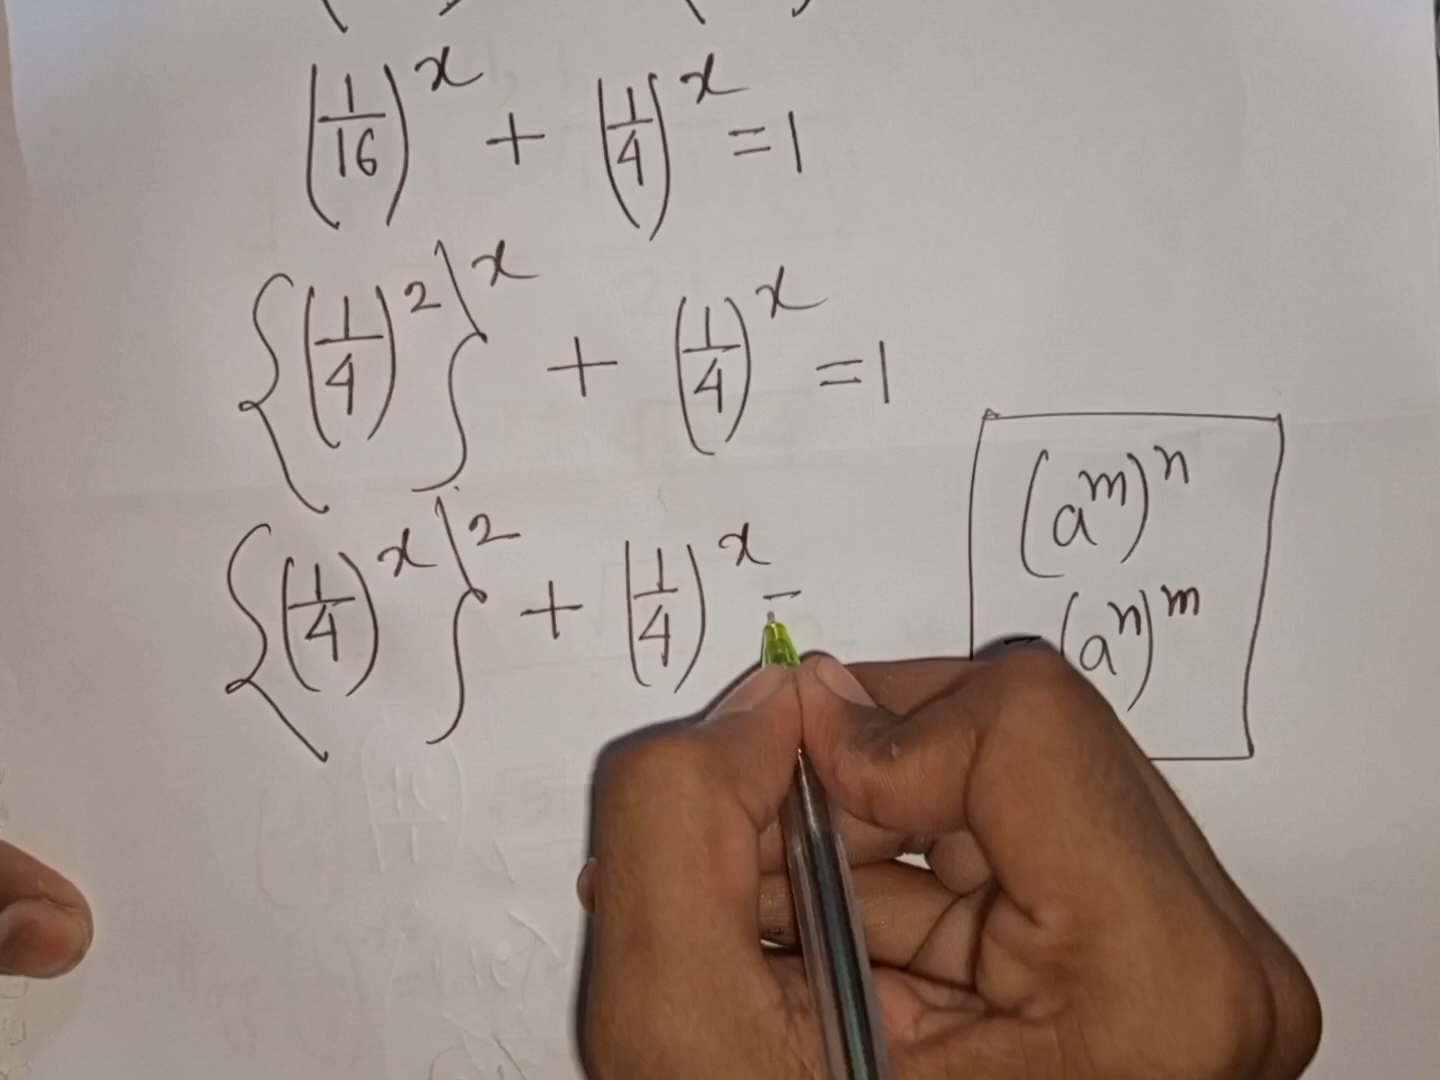 (1/16)^x + (1/4)^x = 1
{(1/4)^2}^x + (1/4)^x = 1
{(1/4)^x}^2 + (1/4)^x -
(a^m)^n
(a^n)^m